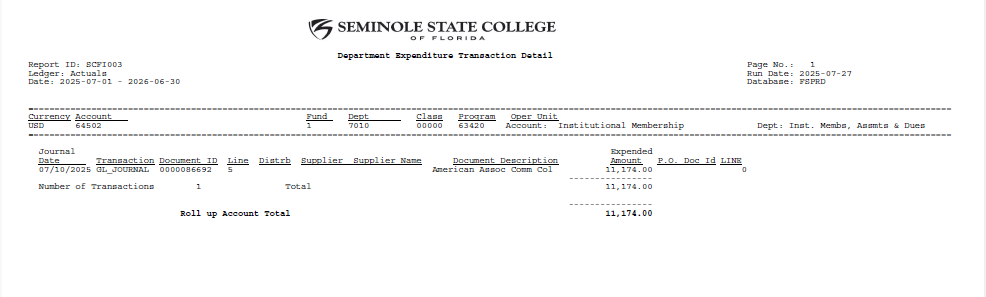 SEMINOLE STATE COLLEGE
OF FLORIDA
Department Expenditure Transaction Detail
Report ID: SCFI003 Page No.: 1
Ledger: Actuals Run Date: 2025-07-27
Date: 2025-07-01 - 2026-06-30 Database: FSPRD
Currency Account Fund Dept Class Program Oper Unit
USD 64502 1 7010 00000 63420 Account: Institutional Membership Dept: Inst. Membs, Assmts & Dues
Journal Expended
Date Transaction Document ID Line Distrb Supplier Supplier Name Document Description Amount P.O. Doc Id LINE
07/10/2025 GL_JOURNAL 0000086692 5 American Assoc Comm Col 11,174.00 0
Number of Transactions 1 Total 11,174.00
Roll up Account Total 11,174.00